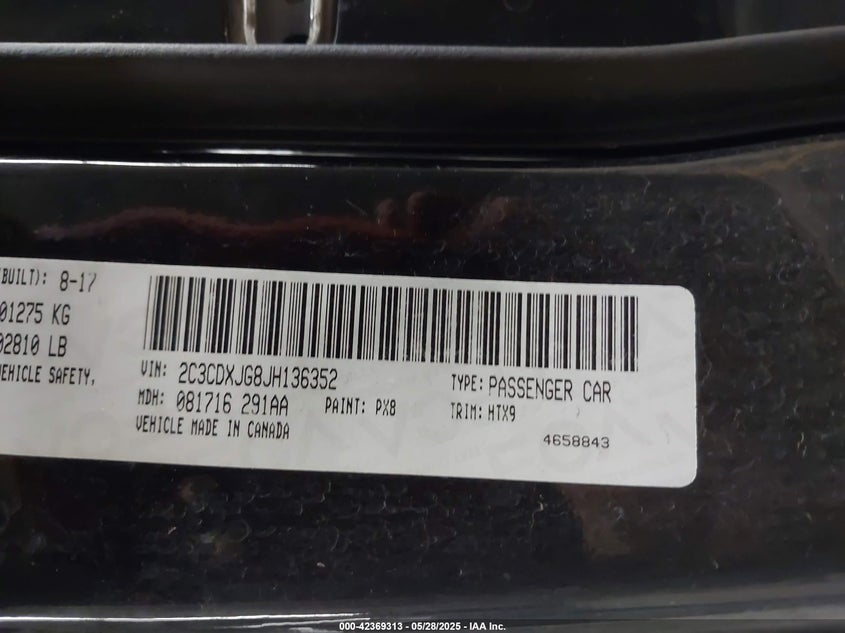 BUILT): 8-17
01275 KG
02810 LB
VEHICLE SAFETY,
VIN: 2C3CDXJG8JH136352
TYPE: PASSENGER CAR
MDH: 081716 291AA
PAINT: PX8
TRIM: HTX9
VEHICLE MADE IN CANADA
4658843
000-42369313 - 05/28/2025 - IAA Inc.